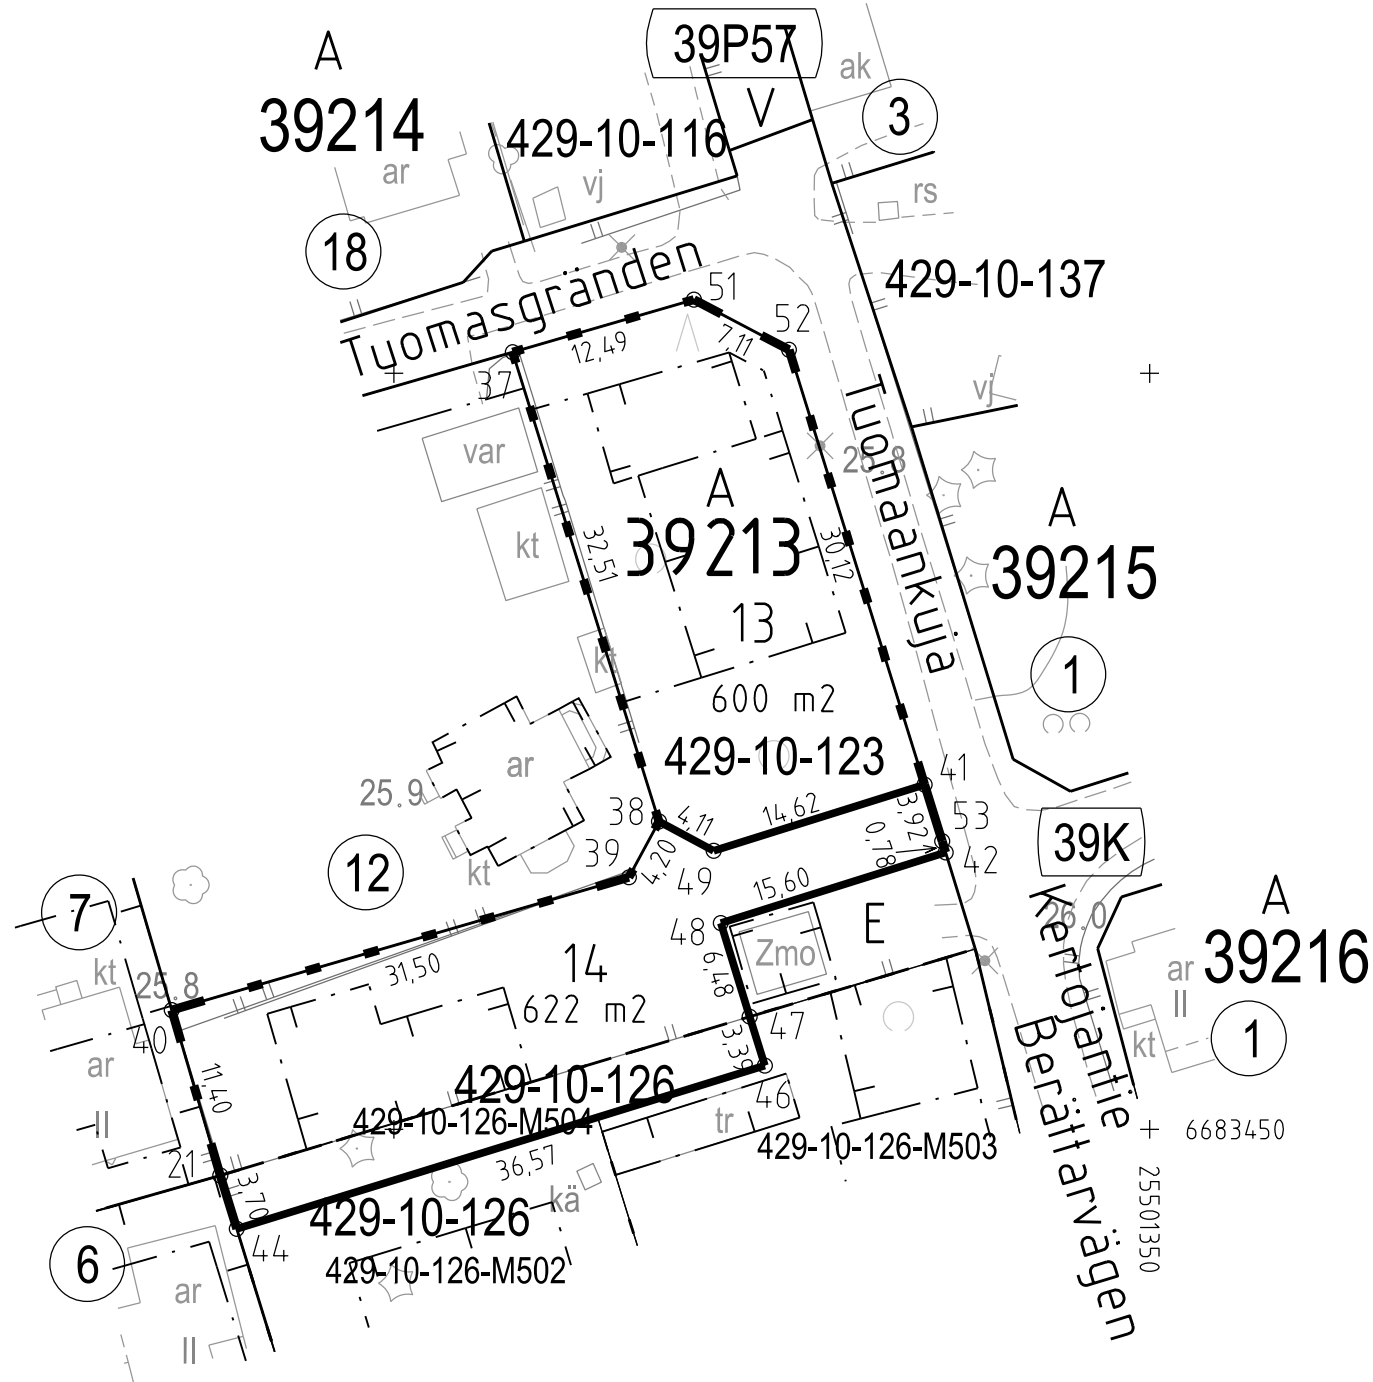 A
39214
ar
18
429-10-116
vj
39P57
V
ak
3
rs
429-10-137
Tuomasgränden
51
52
7,11
12,49
37
var
kt
32,51
A
39213
13
600 m2
429-10-123
30,12
25.8
Tuomaankuja
vj
A
39215
1
kt
ar
25.9
12
kt
38
39
4,11
4,20
49
14,62
41
3,92
53
0,78
42
39K
15,60
48
E
Zmo
6,48
47
3,39
46
7
kt
25.8
40
31,50
14
622 m2
429-10-126
429-10-126-M504
11,40
ar
II
21
3,70
44
36,57
tr
kä
429-10-126
429-10-126-M502
429-10-126-M503
6
ar
II
26.0
Kertojantie
Berättarvägen
A
39216
ar
II
kt
1
6683450
25501350